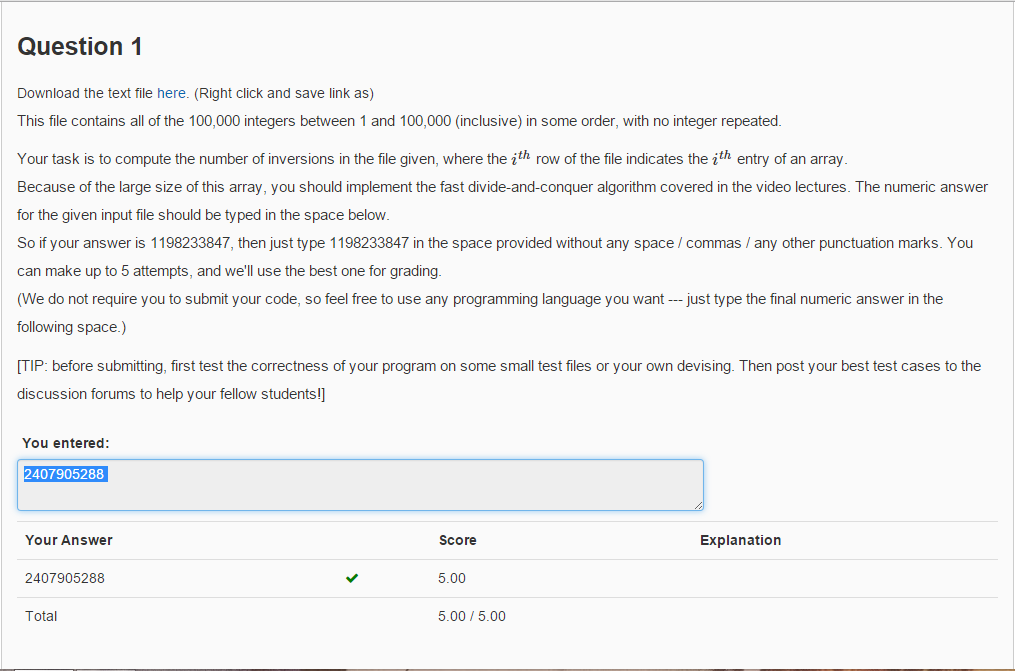 Question 1
Download the text file here. (Right click and save link as)
This file contains all of the 100,000 integers between 1 and 100,000 (inclusive) in some order, with no integer repeated.
Your task is to compute the number of inversions in the file given, where the iᵗʰ row of the file indicates the iᵗʰ entry of an array.
Because of the large size of this array, you should implement the fast divide-and-conquer algorithm covered in the video lectures. The numeric answer
for the given input file should be typed in the space below.
So if your answer is 1198233847, then just type 1198233847 in the space provided without any space / commas / any other punctuation marks. You
can make up to 5 attempts, and we'll use the best one for grading.
(We do not require you to submit your code, so feel free to use any programming language you want --- just type the final numeric answer in the
following space.)
[TIP: before submitting, first test the correctness of your program on some small test files or your own devising. Then post your best test cases to the
discussion forums to help your fellow students!]
You entered:
2407905288
Your Answer Score Explanation
2407905288 ✔ 5.00
Total 5.00 / 5.00